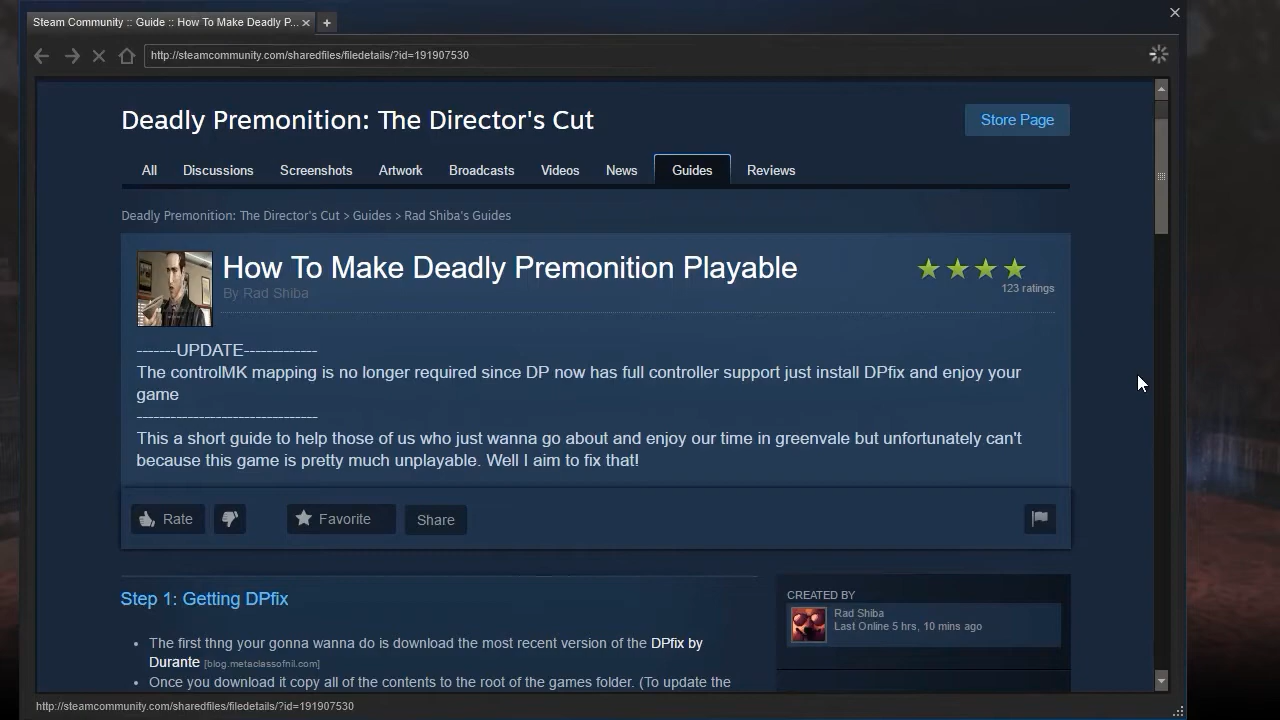 Steam Community :: Guide :: How To Make Deadly P...
http://steamcommunity.com/sharedfiles/filedetails/?id=191907530
Deadly Premonition: The Director's Cut
Store Page
All Discussions Screenshots Artwork Broadcasts Videos News Guides Reviews
Deadly Premonition: The Director's Cut > Guides > Rad Shiba's Guides
How To Make Deadly Premonition Playable
By Rad Shiba
123 ratings
-------UPDATE-------------
The controlMK mapping is no longer required since DP now has full controller support just install DPfix and enjoy your
game
--------------------------------
This a short guide to help those of us who just wanna go about and enjoy our time in greenvale but unfortunately can't
because this game is pretty much unplayable. Well I aim to fix that!
Rate Favorite Share
Step 1: Getting DPfix
The first thng your gonna wanna do is download the most recent version of the DPfix by
Durante [blog.metaclassofnil.com]
Once you download it copy all of the contents to the root of the games folder. (To update the
CREATED BY
Rad Shiba
Last Online 5 hrs, 10 mins ago
http://steamcommunity.com/sharedfiles/filedetails/?id=191907530